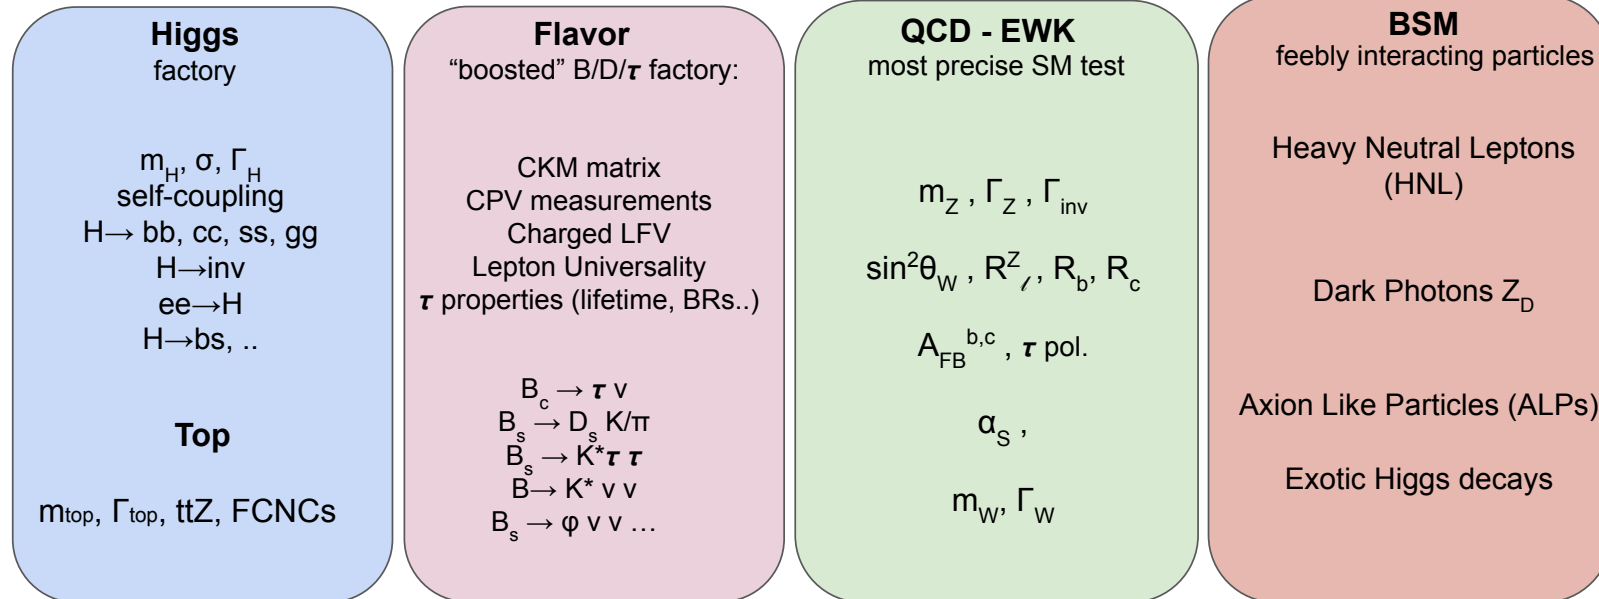 Higgs
factory
m_H, σ, Γ_H
self-coupling
H→ bb, cc, ss, gg
H→inv
ee→H
H→bs, ..
Top
m_top, Γ_top, ttZ, FCNCs
Flavor
“boosted” B/D/τ factory:
CKM matrix
CPV measurements
Charged LFV
Lepton Universality
τ properties (lifetime, BRs..)
B_c → τ ν
B_s → D_s K/π
B_s → K*τ τ
B→ K* ν ν
B_s → φ ν ν …
QCD - EWK
most precise SM test
m_Z , Γ_Z , Γ_inv
sin²θ_W , R^Z_ℓ, R_b, R_c
A_FB^b,c , τ pol.
α_S ,
m_W, Γ_W
BSM
feebly interacting particles
Heavy Neutral Leptons
(HNL)
Dark Photons Z_D
Axion Like Particles (ALPs)
Exotic Higgs decays